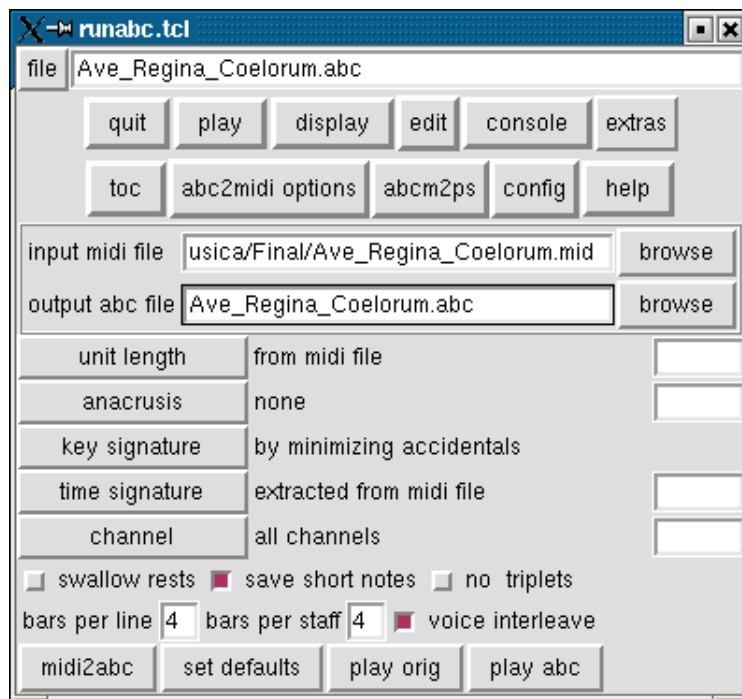 runabc.tcl
file Ave_Regina_Coelorum.abc
quit play display edit console extras
toc abc2midi options abcm2ps config help
input midi file usica/Final/Ave_Regina_Coelorum.mid browse
output abc file Ave_Regina_Coelorum.abc browse
unit length from midi file
anacrusis none
key signature by minimizing accidentals
time signature extracted from midi file
channel all channels
swallow rests save short notes no triplets
bars per line 4 bars per staff 4 voice interleave
midi2abc set defaults play orig play abc